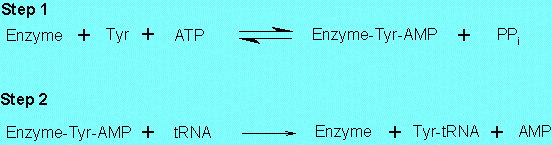 Step 1
Enzyme + Tyr + ATP ⇌ Enzyme-Tyr-AMP + PPi
Step 2
Enzyme-Tyr-AMP + tRNA → Enzyme + Tyr-tRNA + AMP